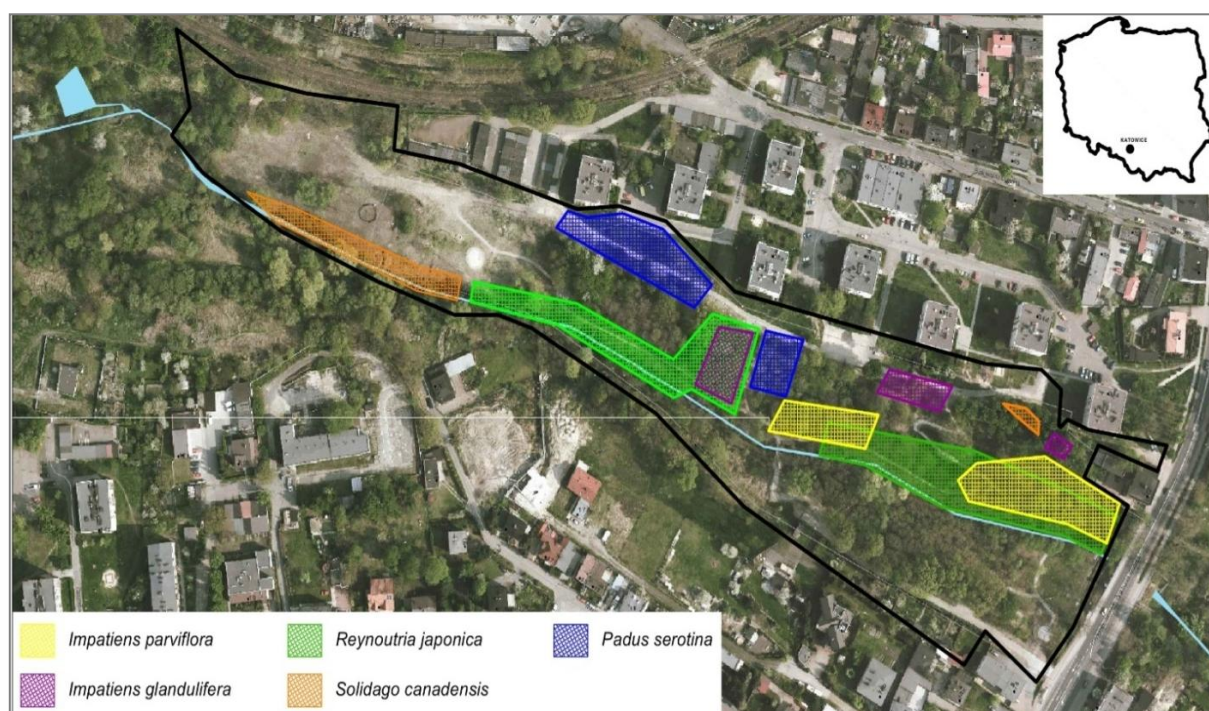 KATOWICE
Impatiens parviflora
Reynoutria japonica
Padus serotina
Impatiens glandulifera
Solidago canadensis